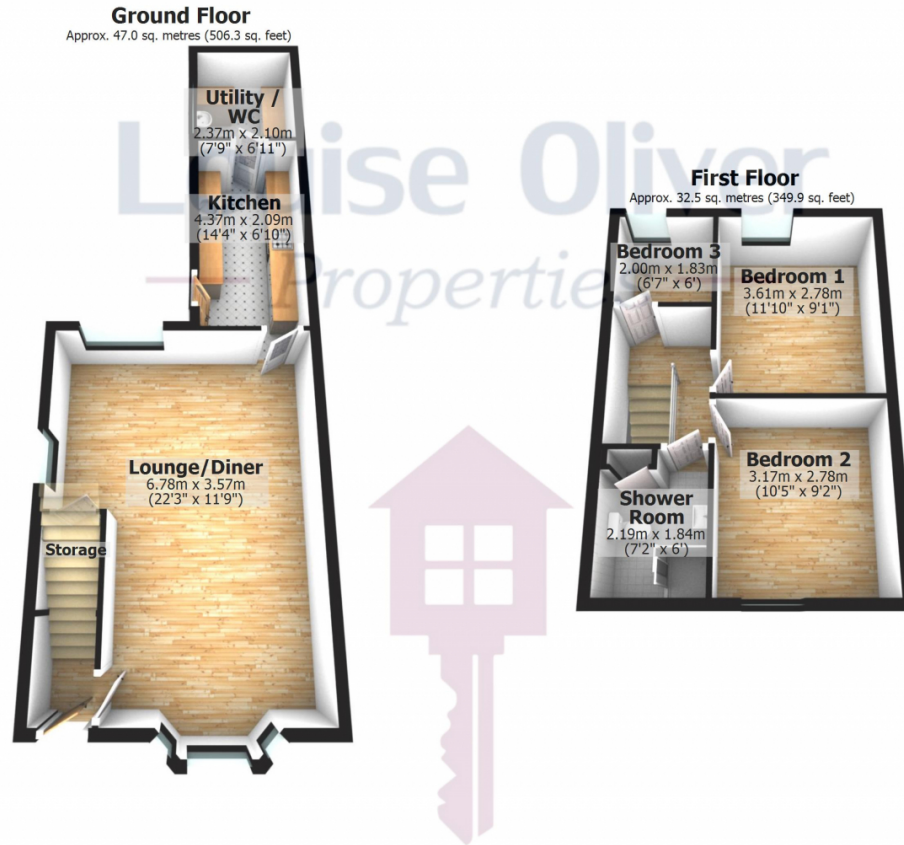 Ground Floor
Approx. 47.0 sq. metres (506.3 sq. feet)
Utility /
WC
2.37m x 2.10m
(7'9" x 6'11")
Kitchen
4.37m x 2.09m
(14'4" x 6'10")
Lounge/Diner
6.78m x 3.57m
(22'3" x 11'9")
Storage
First Floor
Approx. 32.5 sq. metres (349.9 sq. feet)
Bedroom 3
2.00m x 1.83m
(6'7" x 6')
Bedroom 1
3.61m x 2.78m
(11'10" x 9'1")
Bedroom 2
3.17m x 2.78m
(10'5" x 9'2")
Shower
Room
2.19m x 1.84m
(7'2" x 6')
Louise Oliver
Properties